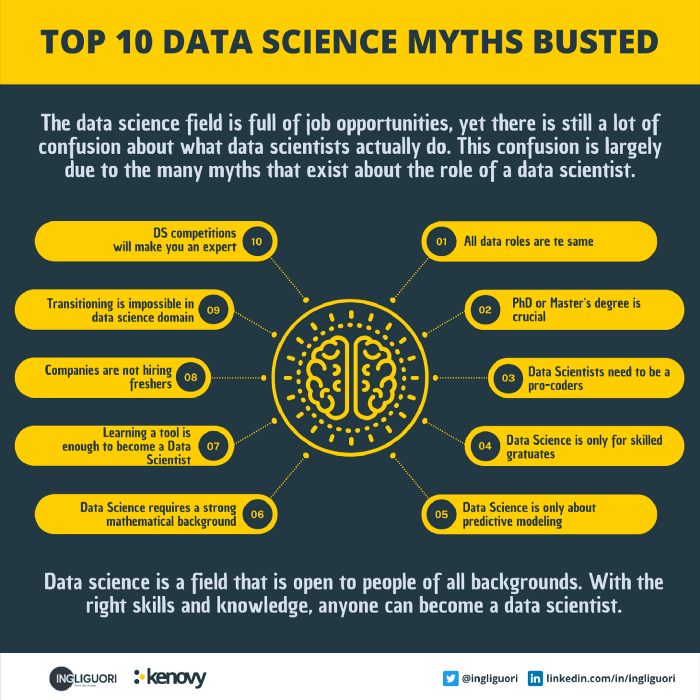 TOP 10 DATA SCIENCE MYTHS BUSTED
The data science field is full of job opportunities, yet there is still a lot of
confusion about what data scientists actually do. This confusion is largely
due to the many myths that exist about the role of a data scientist.
01 All data roles are te same
02 PhD or Master's degree is
crucial
03 Data Scientists need to be a
pro-coders
04 Data Science is only for skilled
gratuates
05 Data Science is only about
predictive modeling
06 Data Science requires a strong
mathematical background
07 Learning a tool is
enough to become a Data
Scientist
08 Companies are not hiring
freshers
09 Transitioning is impossible in
data science domain
10 DS competitions
will make you an expert
Data science is a field that is open to people of all backgrounds. With the
right skills and knowledge, anyone can become a data scientist.
INGLIGUORI
kenovy
@ingliguori
linkedin.com/in/ingliguori